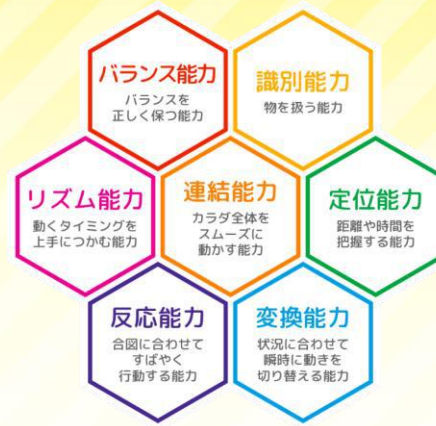 バランス能力
バランスを
正しく保つ能力
識別能力
物を扱う能力
リズム能力
動くタイミングを
上手につかむ能力
連結能力
カラダ全体を
スムーズに
動かす能力
定位能力
距離や時間を
把握する能力
反応能力
合図に合わせて
すばやく
行動する能力
変換能力
状況に合わせて
瞬時に動きを
切り替える能力